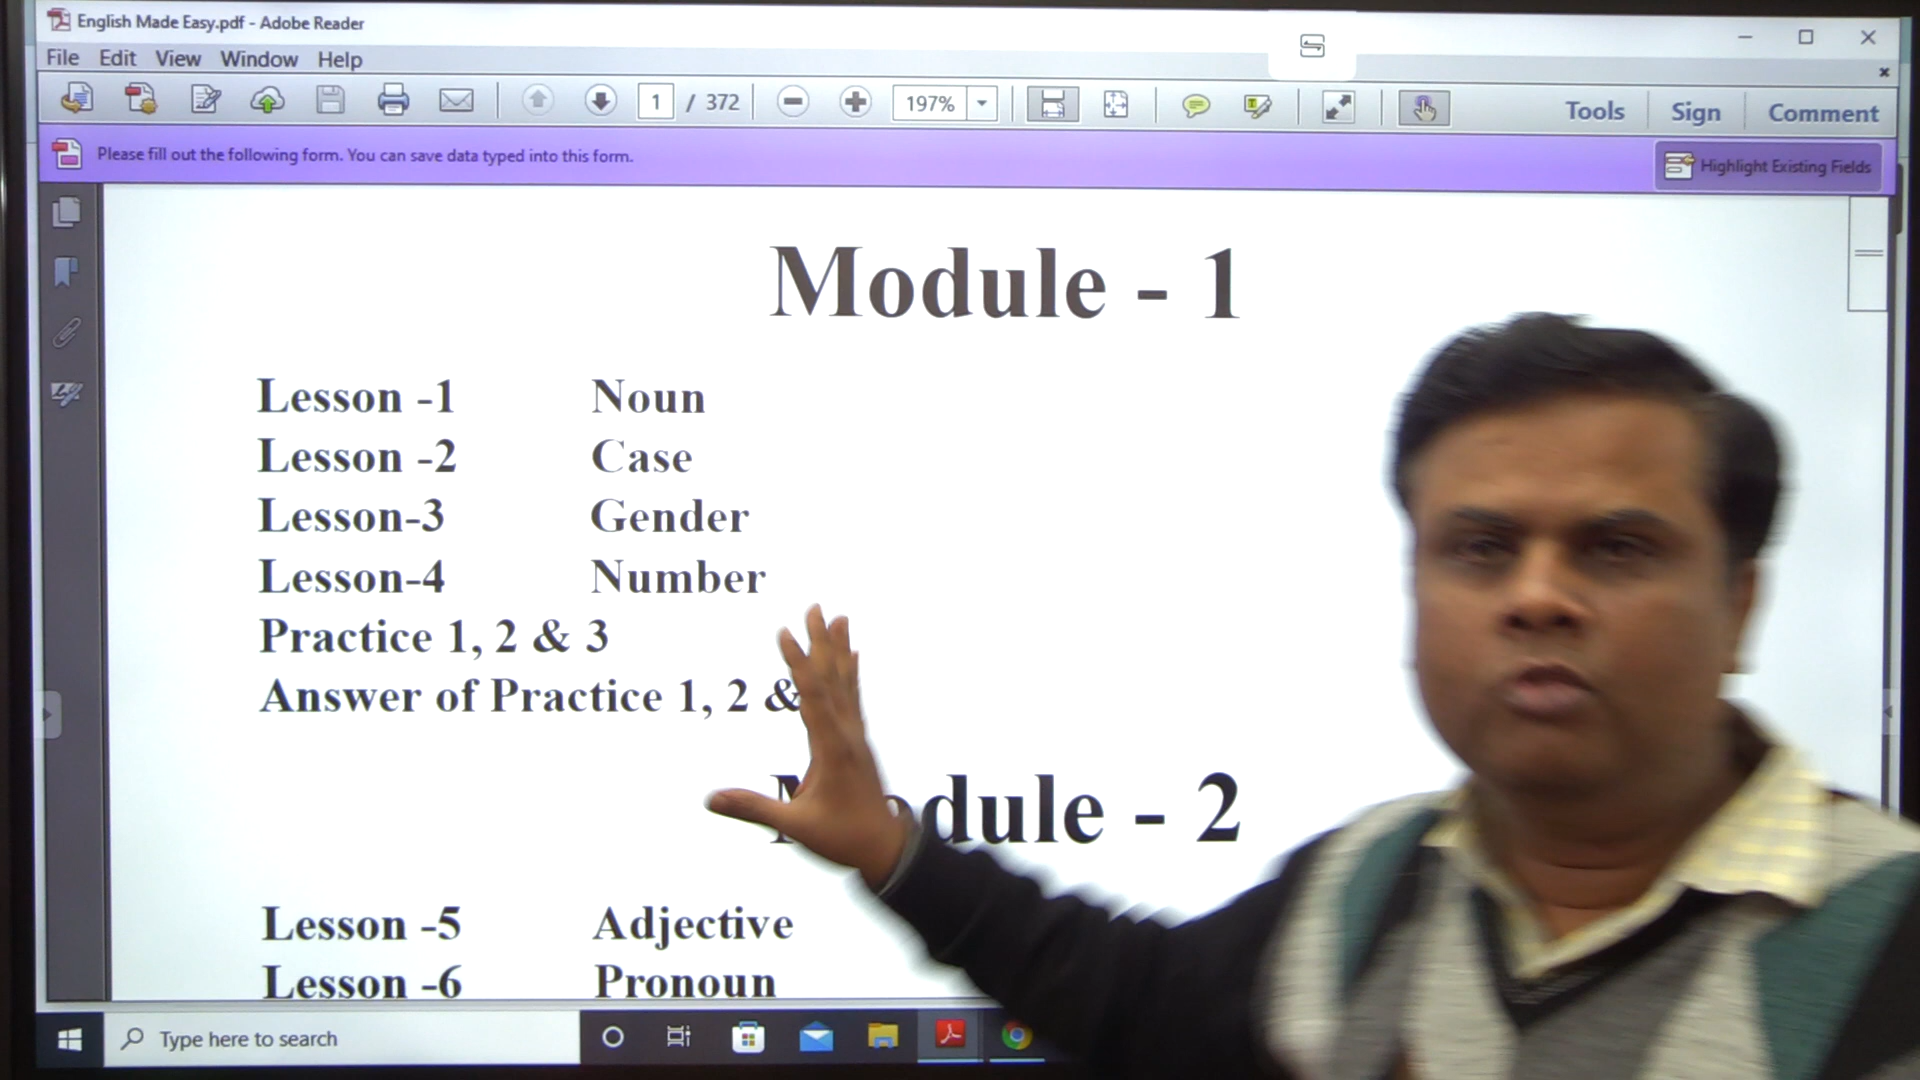 English Made Easy.pdf - Adobe Reader
File Edit View Window Help
1 / 372 197% Tools Sign Comment
Please fill out the following form. You can save data typed into this form. Highlight Existing Fields
Module - 1
Lesson -1 Noun
Lesson -2 Case
Lesson-3 Gender
Lesson-4 Number
Practice 1, 2 & 3
Answer of Practice 1, 2 &
Module - 2
Lesson -5 Adjective
Lesson -6 Pronoun
Type here to search